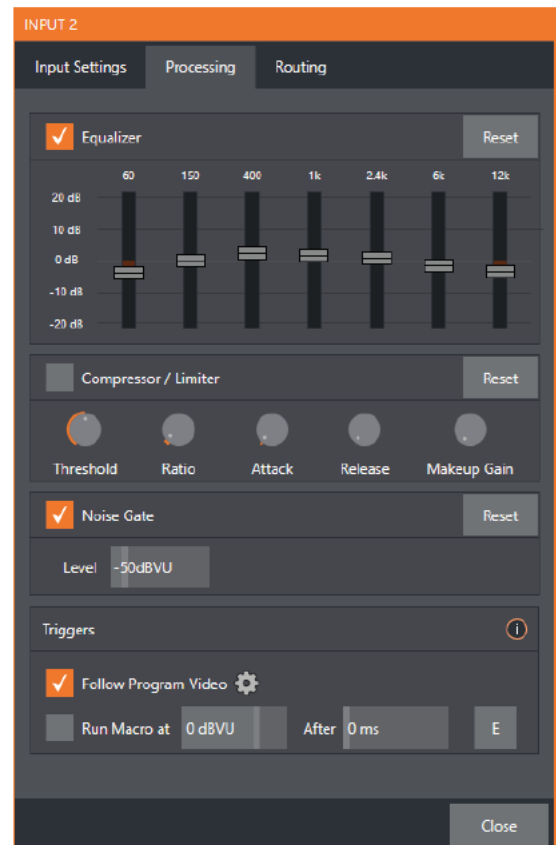 INPUT 2
Input Settings Processing Routing
Equalizer Reset
60 150 400 1k 2.4k 6k 12k
20 dB
10 dB
0 dB
-10 dB
-20 dB
Compressor / Limiter Reset
Threshold Ratio Attack Release Makeup Gain
Noise Gate Reset
Level -50dBVU
Triggers i
Follow Program Video
Run Macro at 0 dBVU After 0 ms E
Close